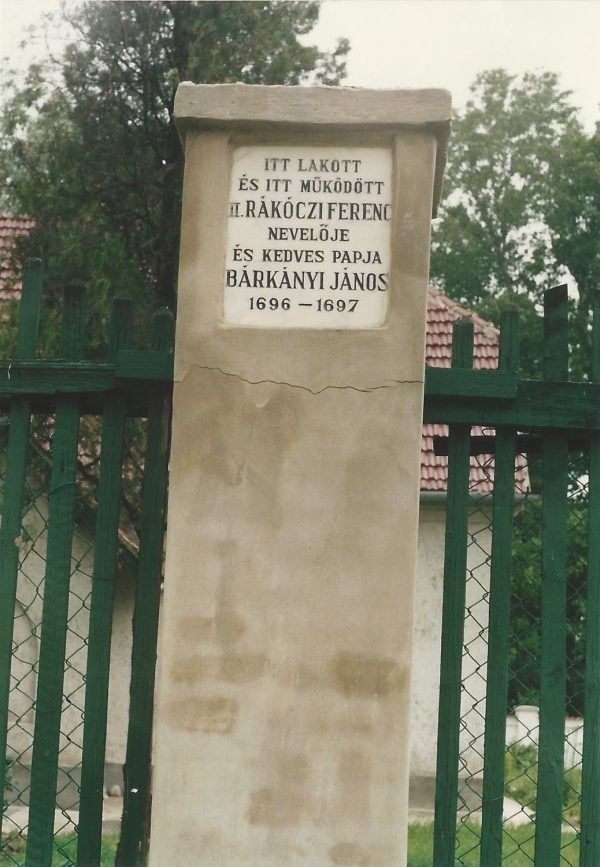 ITT LAKOTT
ÉS ITT MŰKÖDÖTT
II. RÁKÓCZI FERENC
NEVELŐJE
ÉS KEDVES PAPJA
BÁRKÁNYI JÁNOS
1696 – 1697